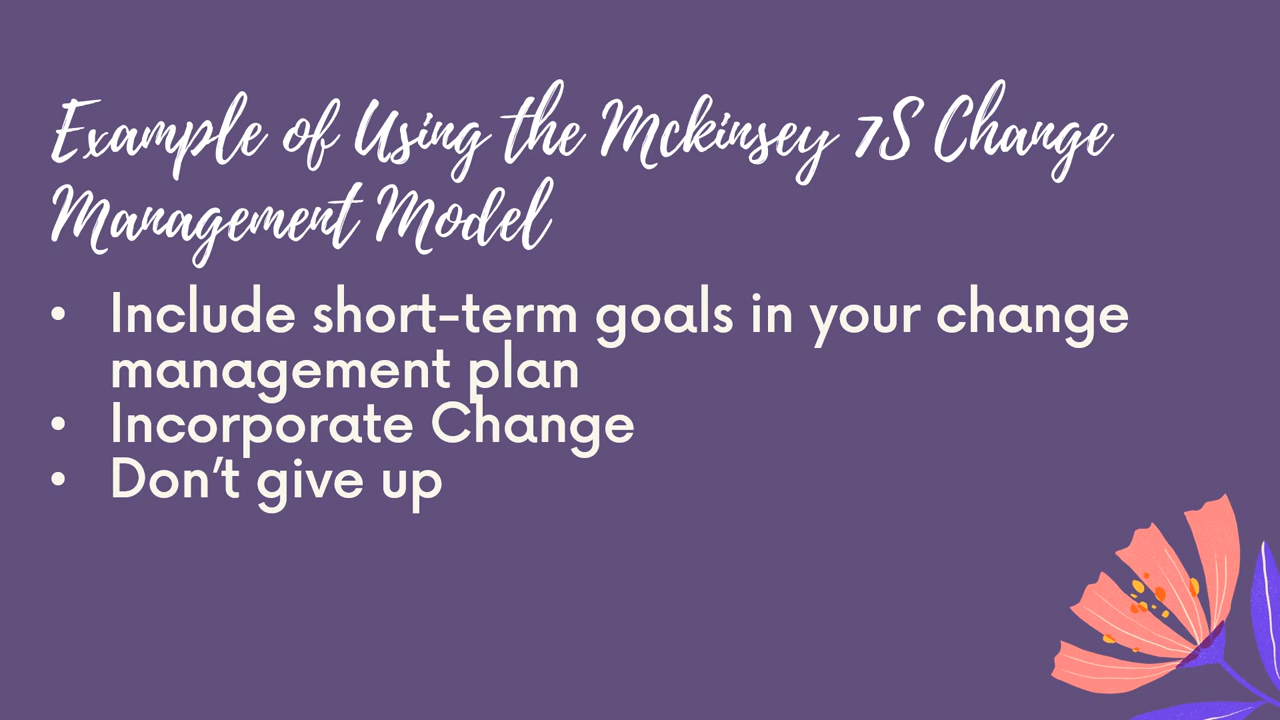 Example of Using the Mckinsey 7S Change
Management Model
• Include short-term goals in your change
management plan
• Incorporate Change
• Don’t give up